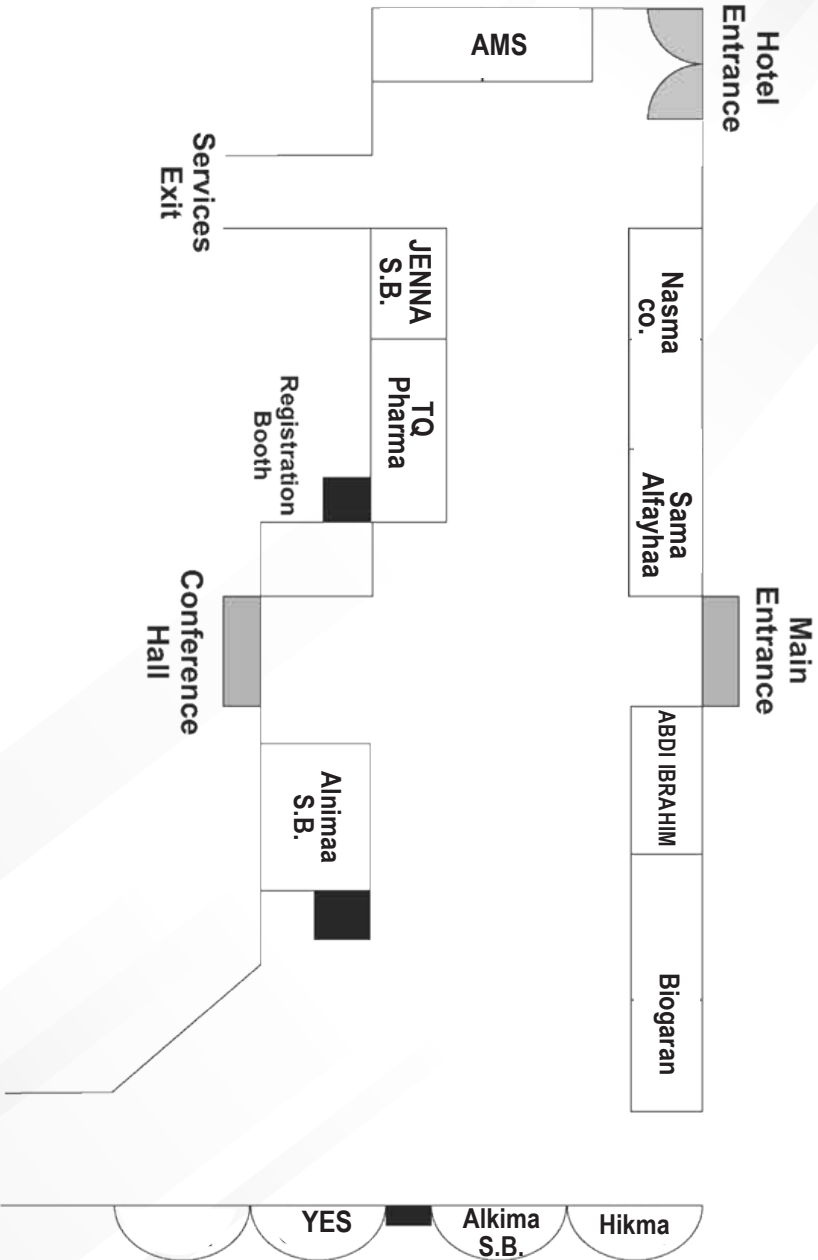 AMS
Hotel
Entrance
Services
Exit
JENNA
S.B.
TQ
Pharma
Nasma
co.
Sama
Alfayhaa
Registration
Booth
Conference
Hall
Main
Entrance
ABDI IBRAHIM
Alnimaa
S.B.
Biogaran
YES
Alkima
S.B.
Hikma